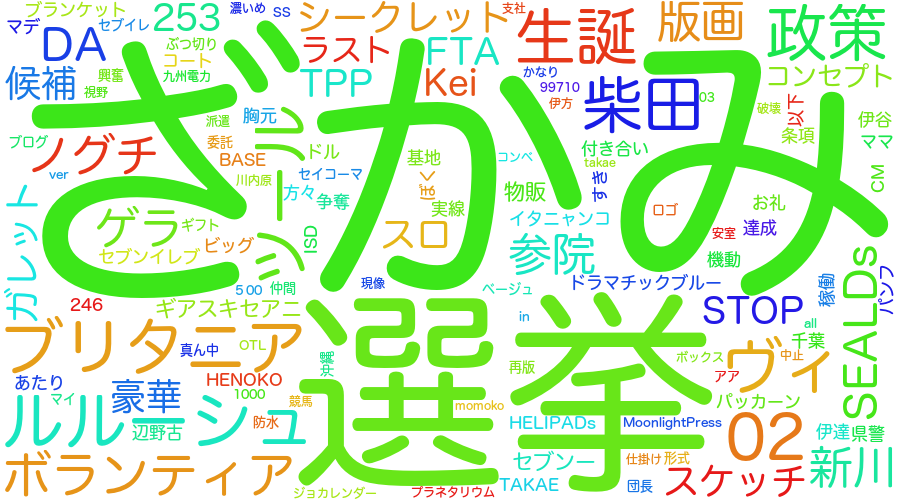 ブランケット
濃いめ
SS
支社
マデ
セブイレ
253
シークレット
生誕
版画
政策
DA
ぶつ切り
コート
九州電力
ラスト
FTA
候補
興奮
視野
TPP
Kei
かなり
99710
柴田
コンセプト
03
ざかみ
破壊
以下
伊谷
ブログ
派遣
胸元
伊方
条項
ママ
ノグチ
委託
BASE
ドル
基地
コンペ
付き合い
takae
ver
川内原
セイコーマ
方々
争奪
ぼく
物販
すき
CM
ガレット
ゲラ
ギフト
実線
ロゴ
お礼
イタニャンコ
スロ
達成
安室
ISD
セブンイレブ
ビッグ
参院
機動
現像
500
仲間
ベージュ
ドラマチックブルー
稼働
パンフ
246
ギアスキセアニ
STOP
SEALDs
選挙
in
all
ブリタニア
真ん中
OTL
沖縄
再版
ボックス
中止
千葉
ヴィ
あたり
マイ
豪華
HENOKO
1000
競馬
momoko
アア
パッカーン
ルルーシュ
辺野古
防水
HELIPADs
MoonlightPress
02
伊達
県警
ボランティア
セブンー
仕掛け
形式
新川
TAKAE
団長
スケッチ
ジョカレンダー
プラネタリウム